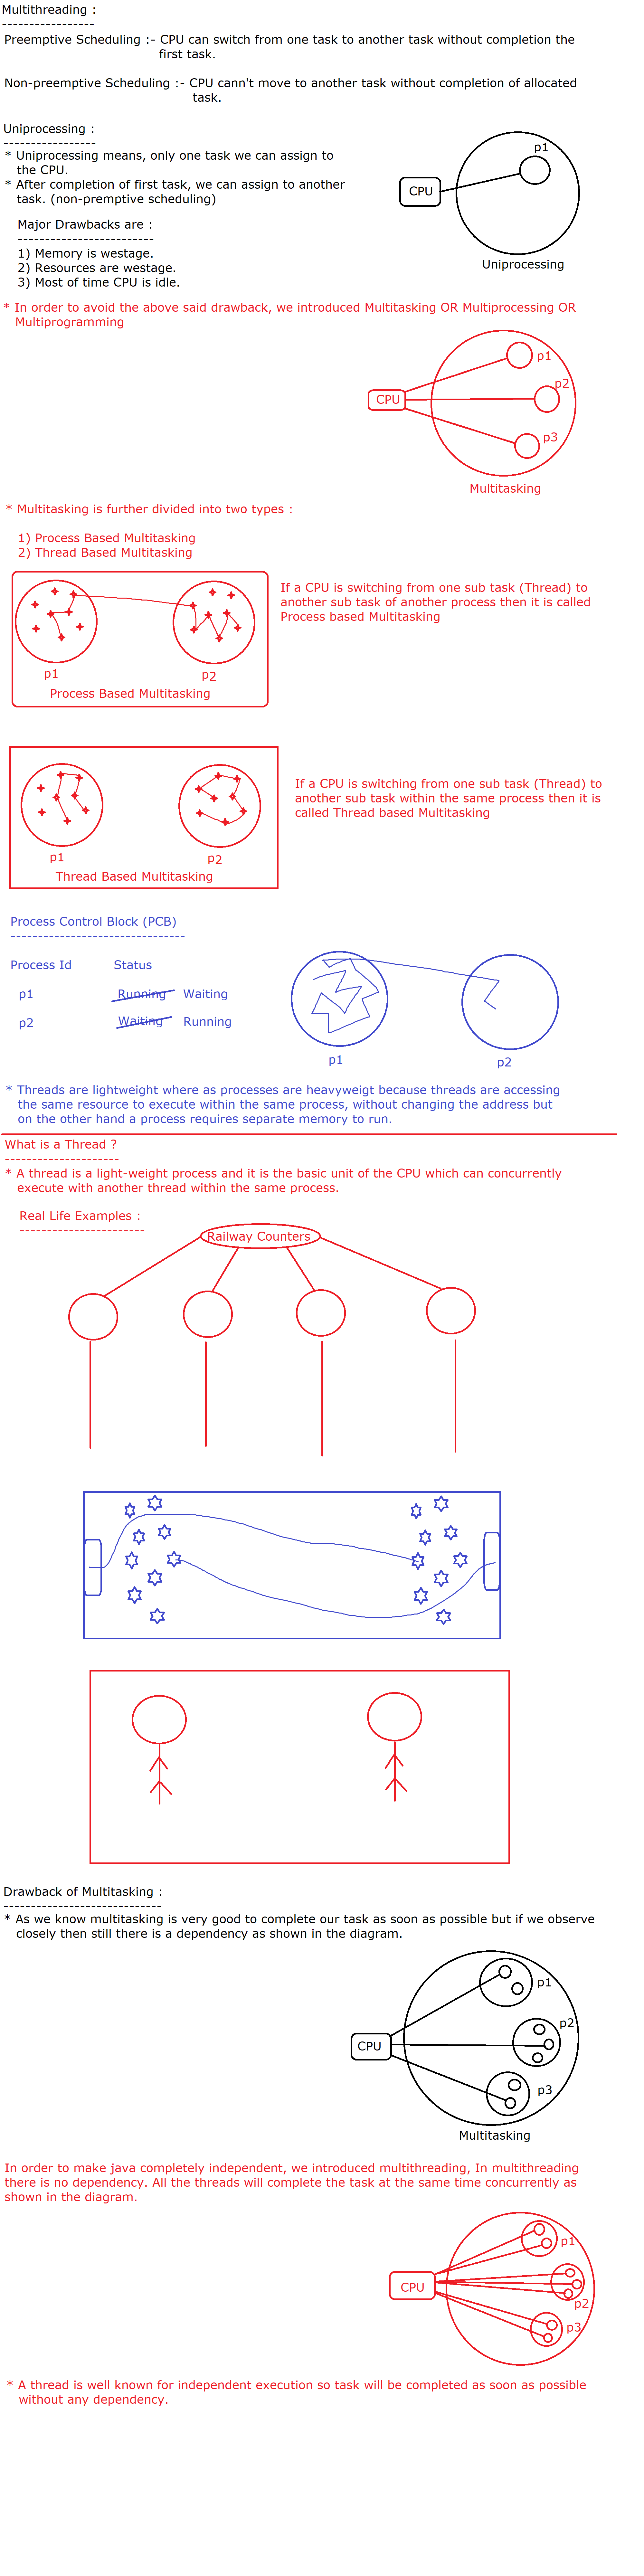 Multithreading :
-----------------
Preemptive Scheduling :- CPU can switch from one task to another task without completion the
first task.
Non-preemptive Scheduling :- CPU cann't move to another task without completion of allocated
task.
Uniprocessing :
-----------------
* Uniprocessing means, only one task we can assign to
the CPU.
* After completion of first task, we can assign to another
task. (non-premptive scheduling)
p1
CPU
Uniprocessing
Major Drawbacks are :
-------------------------
1) Memory is westage.
2) Resources are westage.
3) Most of time CPU is idle.
* In order to avoid the above said drawback, we introduced Multitasking OR Multiprocessing OR
Multiprogramming
p1
p2
CPU
p3
Multitasking
* Multitasking is further divided into two types :
1) Process Based Multitasking
2) Thread Based Multitasking
If a CPU is switching from one sub task (Thread) to
another sub task of another process then it is called
Process based Multitasking
p1
p2
Process Based Multitasking
If a CPU is switching from one sub task (Thread) to
another sub task within the same process then it is
called Thread based Multitasking
p1
p2
Thread Based Multitasking
Process Control Block (PCB)
--------------------------------
Process Id Status
p1 Running Waiting
p2 Waiting Running
p1
p2
* Threads are lightweight where as processes are heavyweigt because threads are accessing
the same resource to execute within the same process, without changing the address but
on the other hand a process requires separate memory to run.
What is a Thread ?
---------------------
* A thread is a light-weight process and it is the basic unit of the CPU which can concurrently
execute with another thread within the same process.
Real Life Examples :
-----------------------
Railway Counters
Drawback of Multitasking :
-----------------------------
* As we know multitasking is very good to complete our task as soon as possible but if we observe
closely then still there is a dependency as shown in the diagram.
p1
p2
CPU
p3
Multitasking
In order to make java completely independent, we introduced multithreading, In multithreading
there is no dependency. All the threads will complete the task at the same time concurrently as
shown in the diagram.
p1
CPU
p2
p3
* A thread is well known for independent execution so task will be completed as soon as possible
without any dependency.